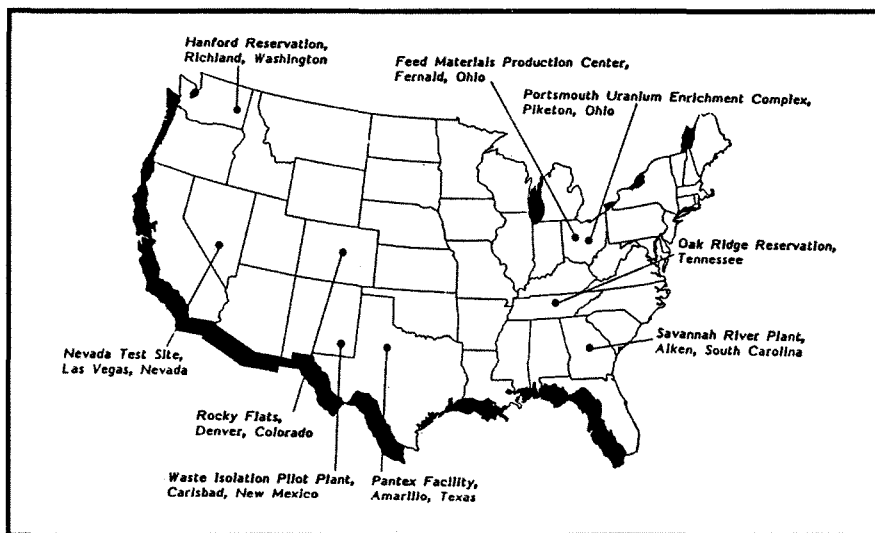 Hanford Reservation,
Richland, Washington
Feed Materials Production Center,
Fernald, Ohio
Portsmouth Uranium Enrichment Complex,
Piketon, Ohio
Oak Ridge Reservation,
Tennessee
Savannah River Plant,
Aiken, South Carolina
Nevada Test Site,
Las Vegas, Nevada
Rocky Flats,
Denver, Colorado
Waste Isolation Pilot Plant,
Carlsbad, New Mexico
Pantex Facility,
Amarillo, Texas